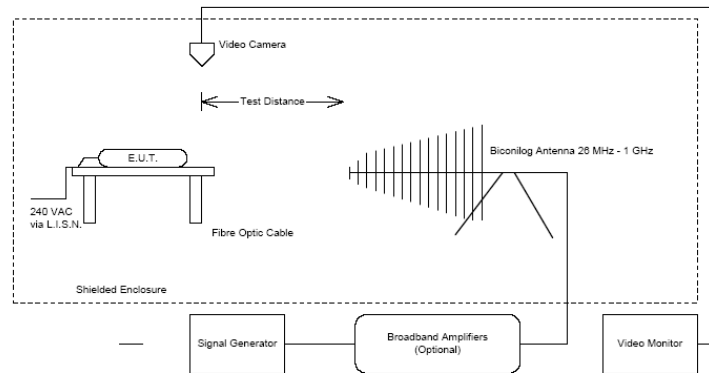 Video Camera
Test Distance
E.U.T.
Biconilog Antenna 26 MHz - 1 GHz
240 VAC
via L.I.S.N.
Fibre Optic Cable
Shielded Enclosure
Signal Generator
Broadband Amplifiers
(Optional)
Video Monitor